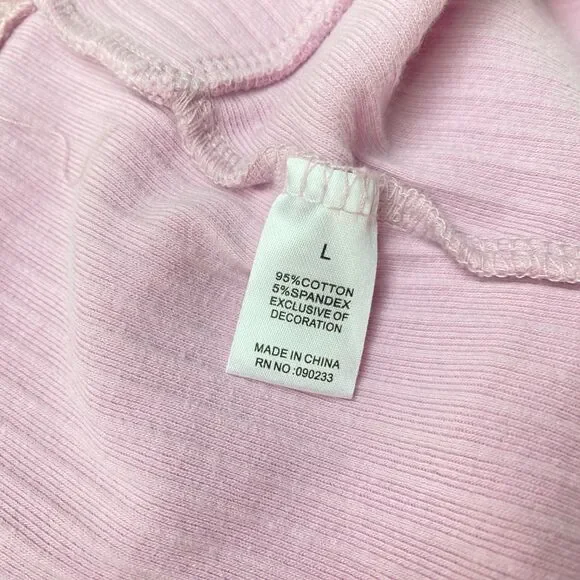 L
95%COTTON
5%SPANDEX
EXCLUSIVE OF
DECORATION
MADE IN CHINA
RN NO :090233